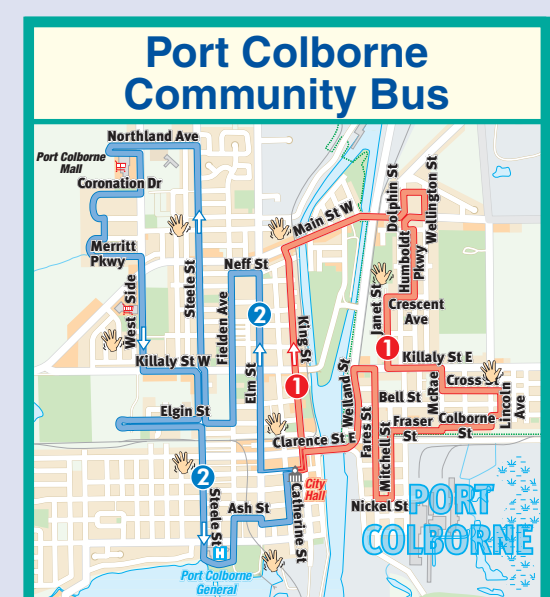 Port Colborne
Community Bus
Northland Ave
Port Colborne
Mall
Coronation Dr
Merritt
Pkwy
West Side
Steele St
Killaly St W
Elgin St
Fielden Ave
Neff St
2
Elm St
Main St W
King St
1
Dolphin St
Wellington St
Humboldt
Pkwy
Janet St
Crescent
Ave
1
Killaly St E
Cross St
McRae
Lincoln
Ave
Bell St
Fraser
St
Colborne
St
Welland St
Fares St
Mitchell St
Nickel St
Clarence St E
City
Hall
Catherine St
2
Steele St
Ash St
H
Port Colborne
General
PORT
COLBORNE